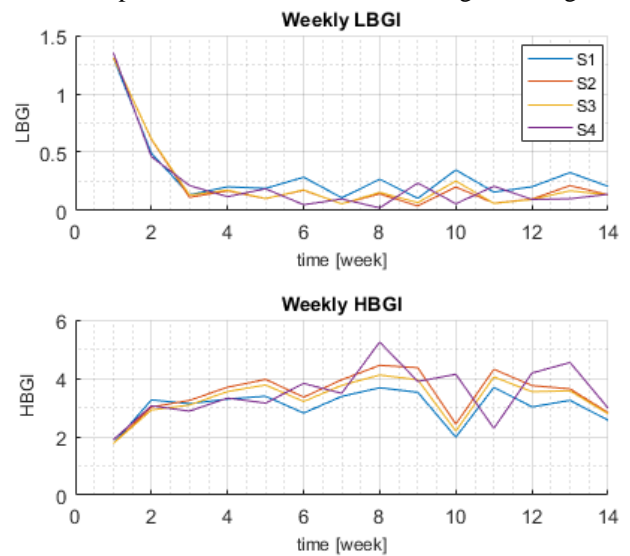 Weekly LBGI
1.5
1
0.5
0
LBGI
S1
S2
S3
S4
0 2 4 6 8 10 12 14
time [week]
Weekly HBGI
6
4
2
0
HBGI
0 2 4 6 8 10 12 14
time [week]